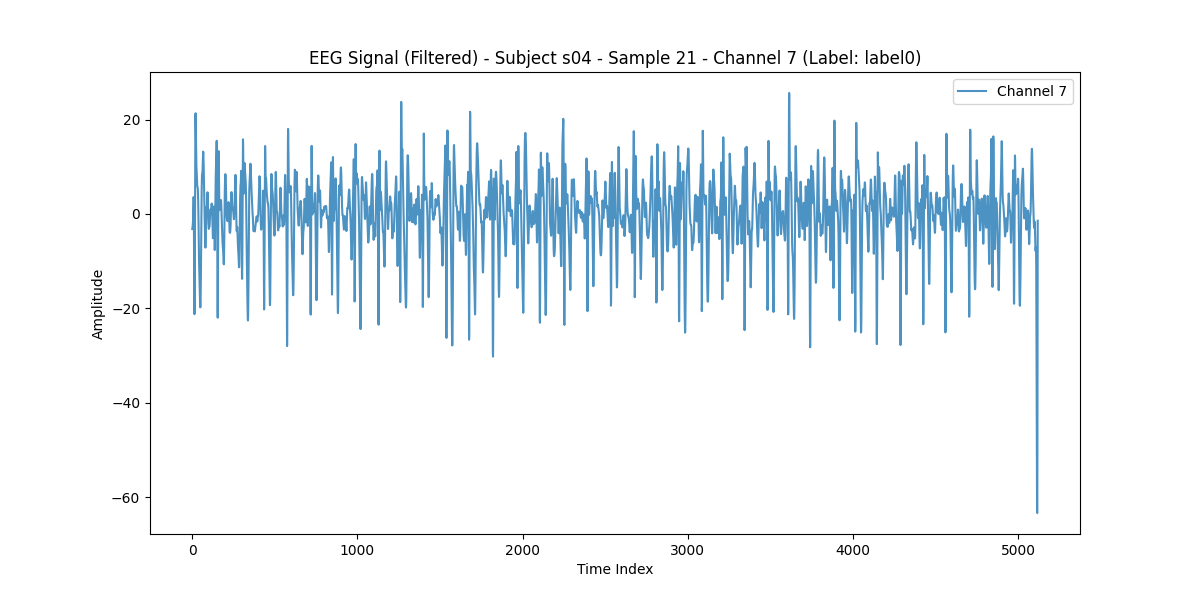 EEG Signal (Filtered) - Subject s04 - Sample 21 - Channel 7 (Label: label0)
Channel 7
20
0
−20
−40
−60
Amplitude
0 1000 2000 3000 4000 5000
Time Index